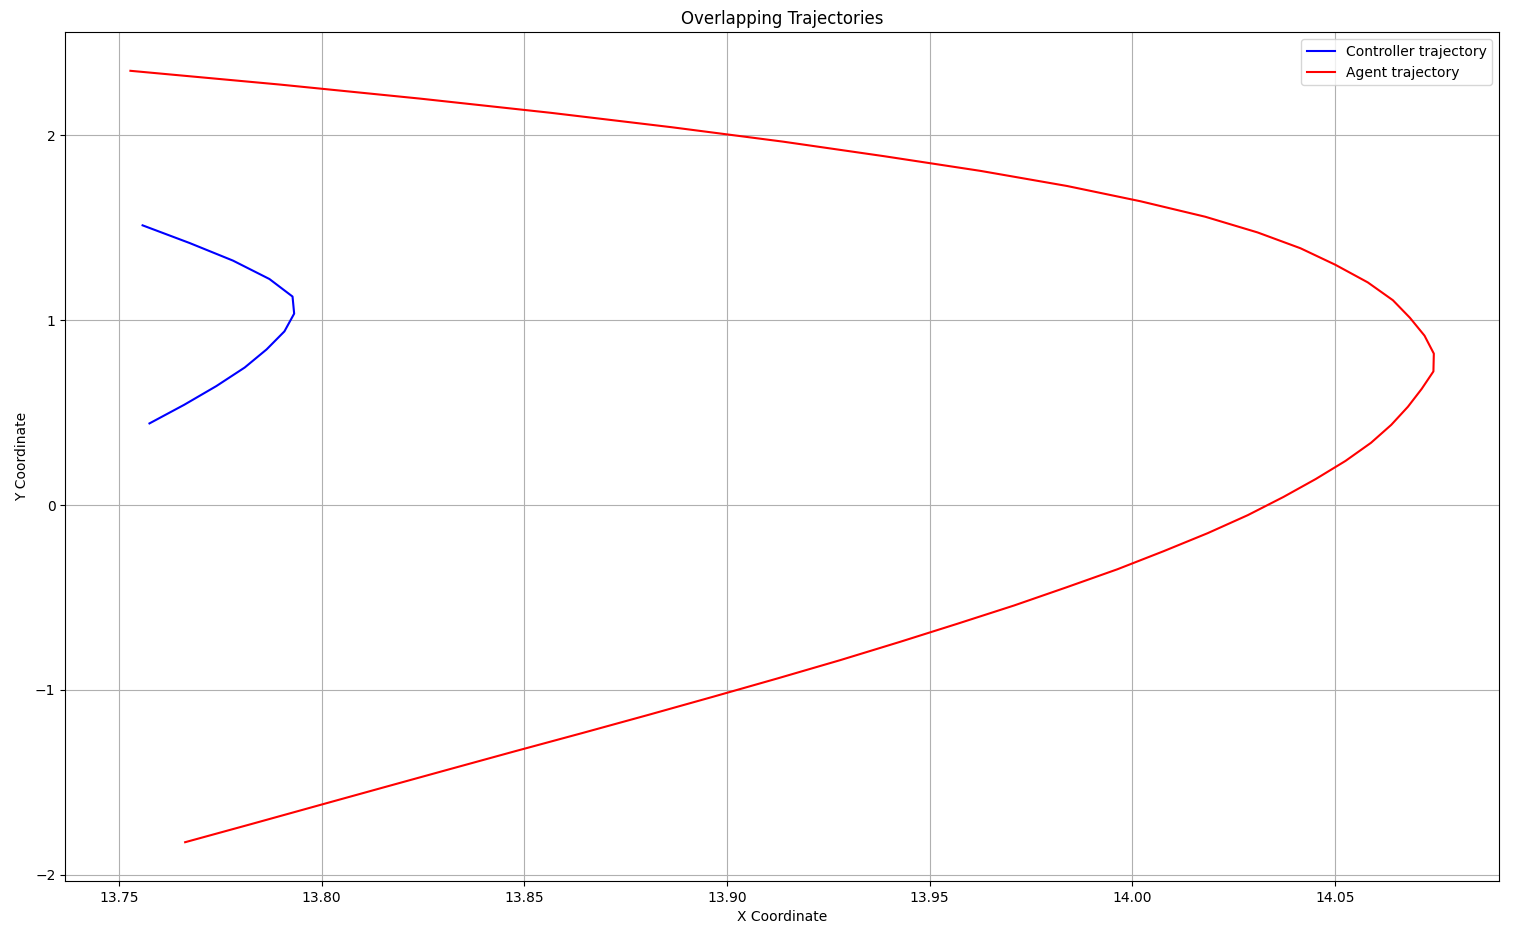 Overlapping Trajectories
Controller trajectory
Agent trajectory
2
1
0
−1
−2
Y Coordinate
13.75 13.80 13.85 13.90 13.95 14.00 14.05
X Coordinate